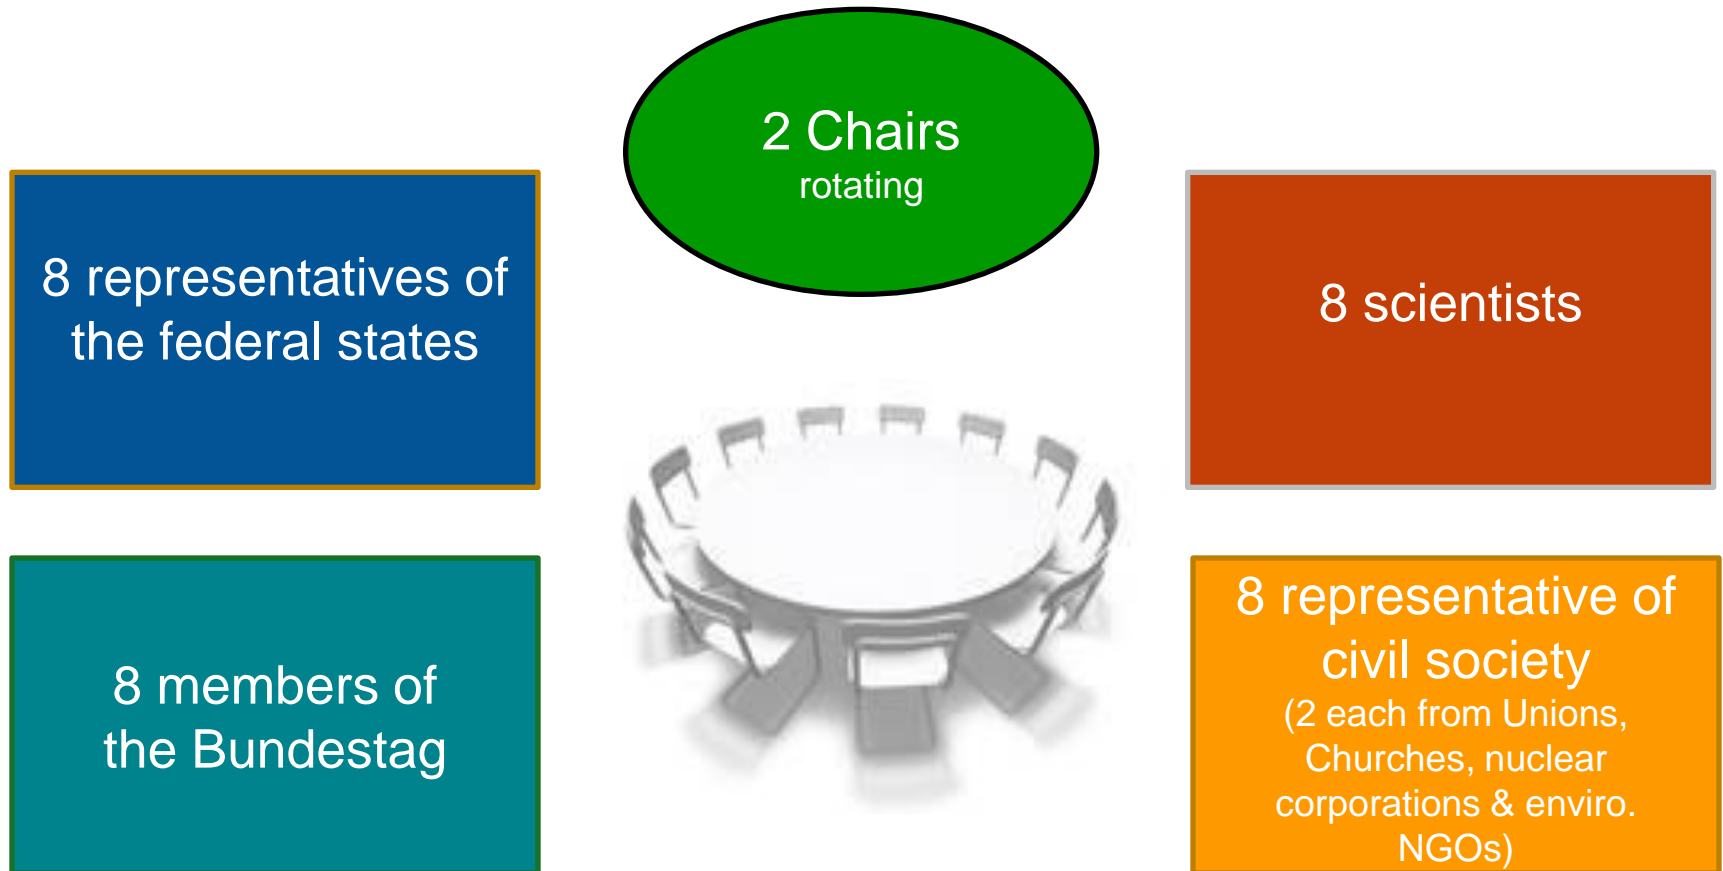 2 Chairs
rotating
8 representatives of
the federal states
8 scientists
8 members of
the Bundestag
8 representative of
civil society
(2 each from Unions,
Churches, nuclear
corporations & enviro.
NGOs)